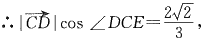 ∴ |$\overrightarrow{CD}$| cos ∠DCE = $\frac{2\sqrt{2}}{3}$,